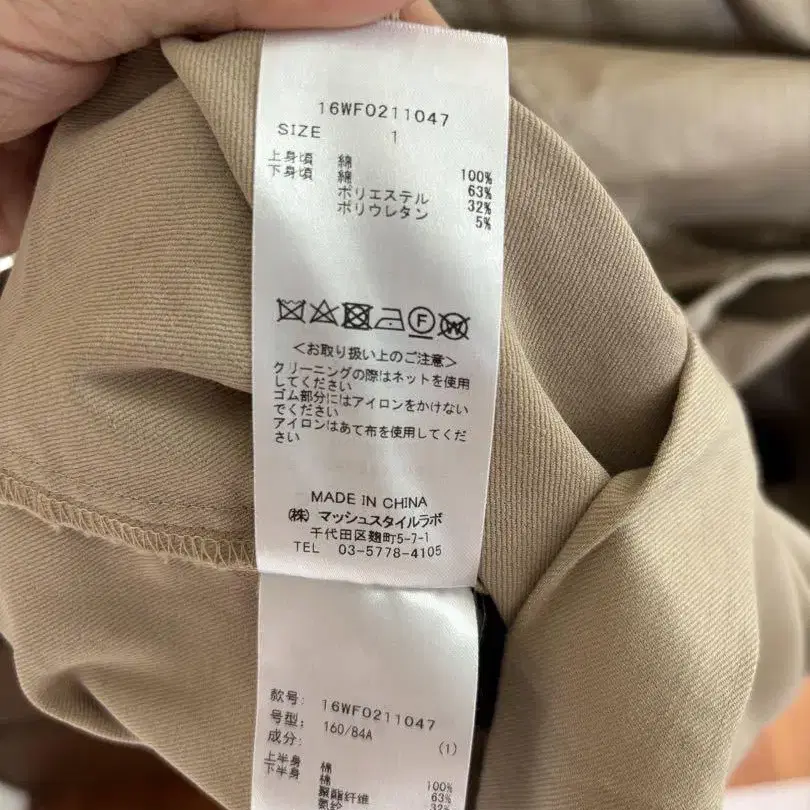 16WF0211047
SIZE 1
上身頃 綿 100%
下身頃 綿 63%
ポリエステル 32%
ポリウレタン 5%
F W
<お取り扱い上のご注意>
クリーニングの際はネットを使用
してください
ゴム部分にはアイロンをかけない
でください
アイロンはあて布を使用してくだ
さい
MADE IN CHINA
㈱ マッシュスタイルラボ
千代田区麹町5-7-1
TEL 03-5778-4105
款号: 16WF0211047
号型: 160/84A (1)
成分:
上半身 棉 100%
下半身 棉 63%
聚酯纤维 32%
氨纶